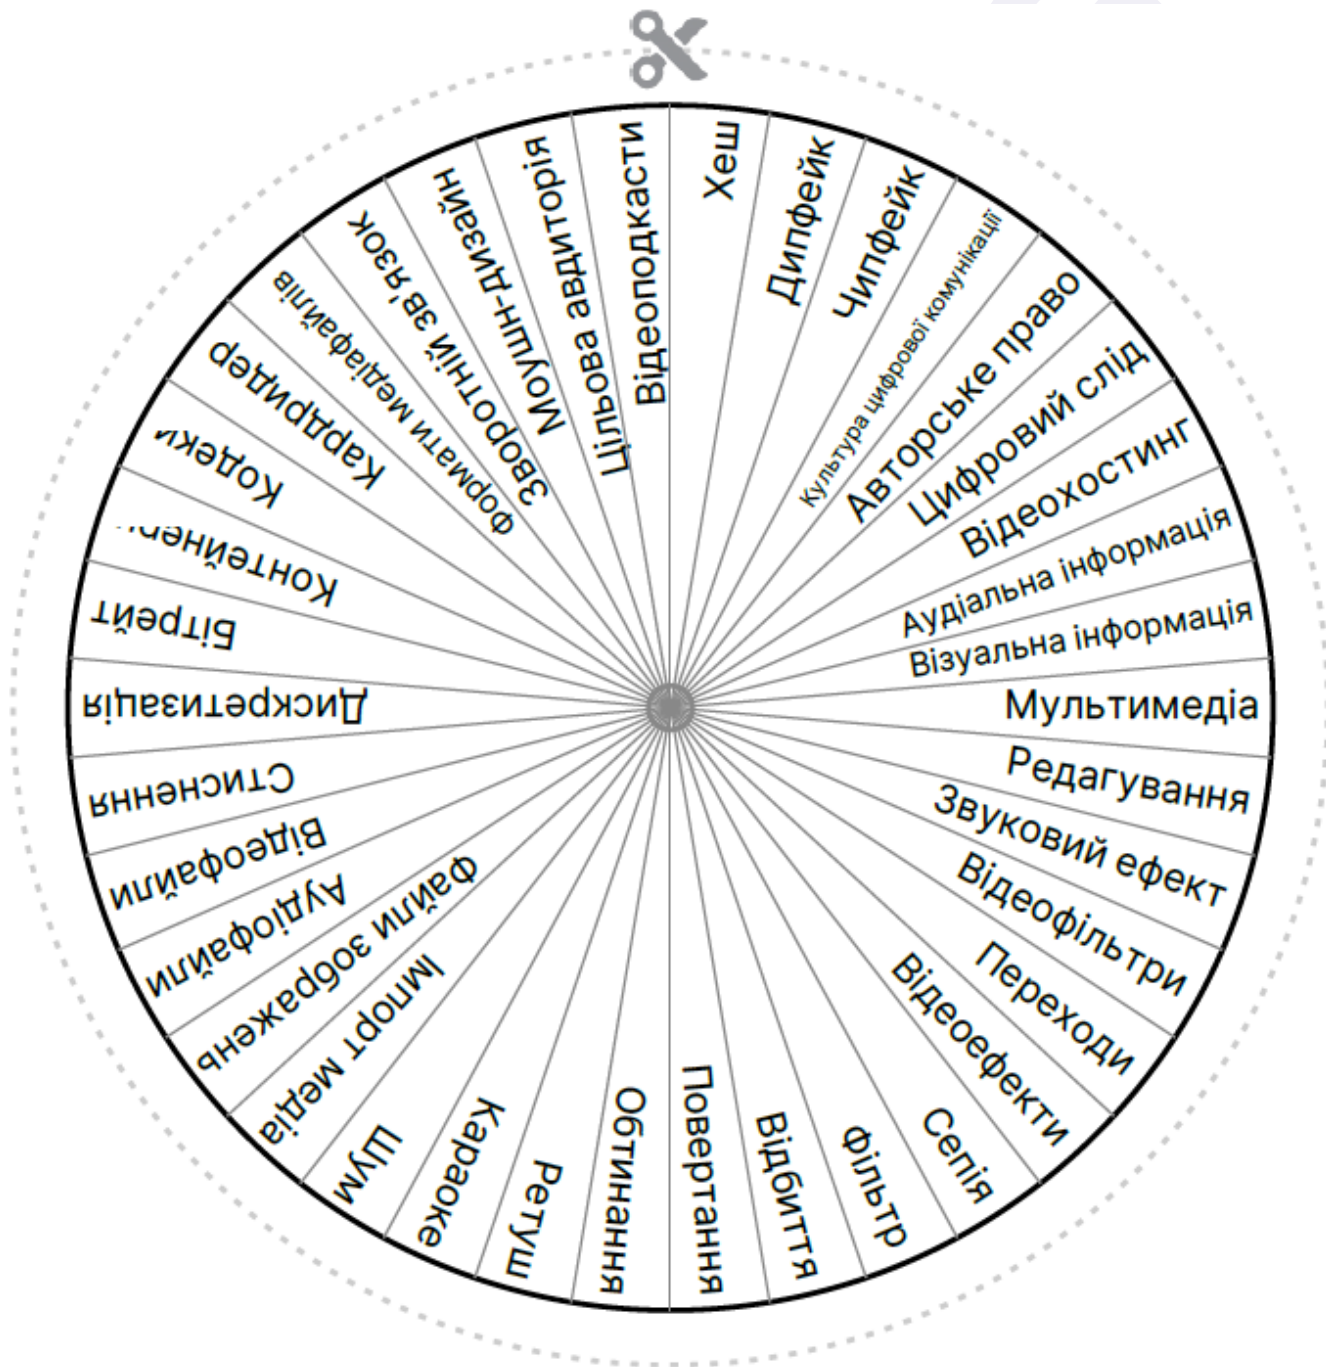 Хеш
Дипфейк
Чипфейк
Культура цифрової комунікації
Авторське право
Цифровий слід
Відеохостинг
Аудіальна інформація
Візуальна інформація
Мультимедіа
Редагування
Звуковий ефект
Відеофільтри
Переходи
Відеоефекти
Сепія
Фільтр
Відбиття
Повертання
Обтинання
Ретуш
Караоке
Шум
Імпорт медіа
Файли зображень
Аудіофайли
Відеофайли
Стиснення
Дискретизація
Бітрейт
Контейнери
Кодеки
Кардридер
Формати медіафайлів
Зворотній зв'язок
Моушн-дизайн
Цільова авдиторія
Відеоподкасти